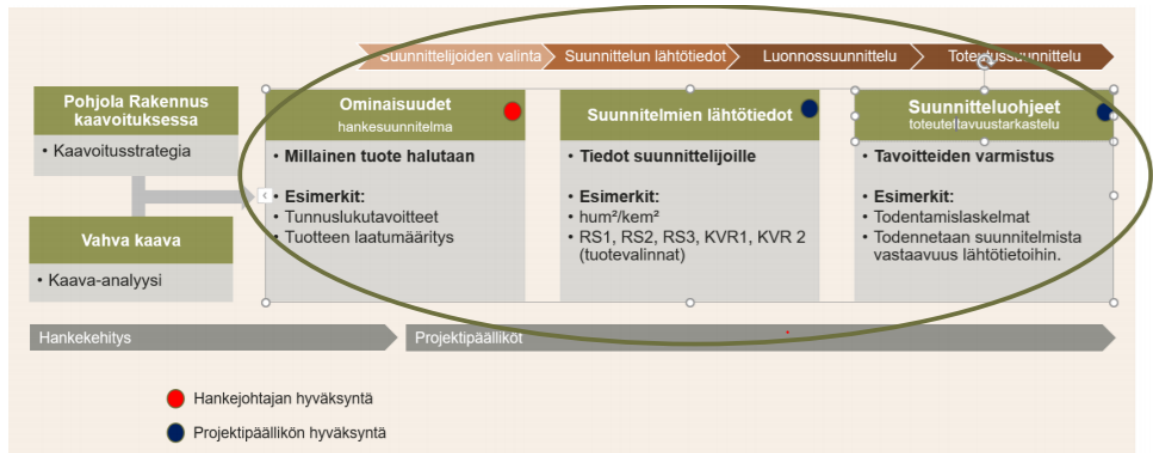 Suunnittelijoiden valinta
Suunnittelun lähtötiedot
Luonnossuunnittelu
Toteutussuunnittelu
Pohjola Rakennus
kaavoituksessa
• Kaavoitusstrategia
Vahva kaava
• Kaava-analyysi
Ominaisuudet
hankesuunnitelma
• Millainen tuote halutaan
• Esimerkit:
• Tunnuslukutavoitteet
• Tuotteen laatumääritys
Suunnitelmien lähtötiedot
• Tiedot suunnittelijoille
• Esimerkit:
• hum²/kem²
• RS1, RS2, RS3, KVR1, KVR 2
(tuotevalinnat)
Suunnitteluohjeet
toteutettavuustarkastelu
• Tavoitteiden varmistus
• Esimerkit:
• Todentamislaskelmat
• Todennetaan suunnitelmista
vastaavuus lähtötietoihin.
Hankekehitys
Projektipäälliköt
Hankejohtajan hyväksyntä
Projektipäällikön hyväksyntä